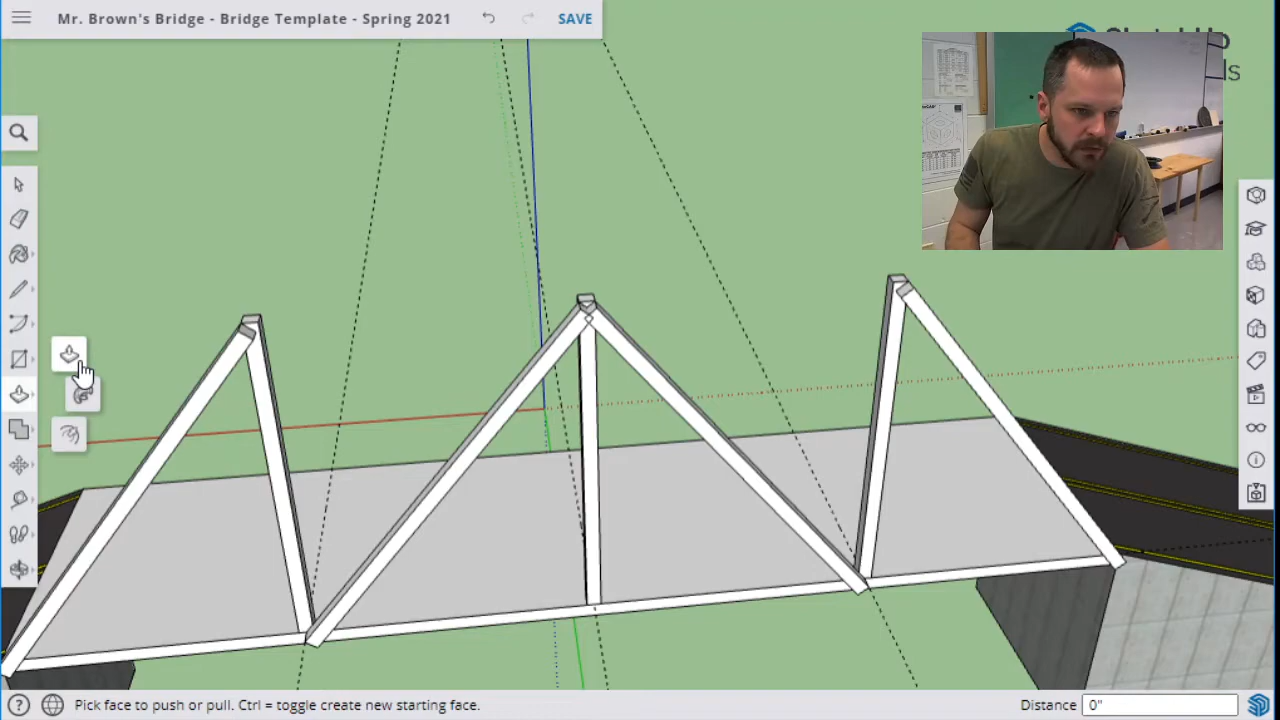 Mr. Brown's Bridge - Bridge Template - Spring 2021
SAVE
Pick face to push or pull. Ctrl = toggle create new starting face.
Distance
0"